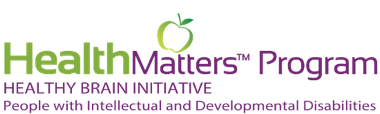 HealthMatters™ Program
HEALTHY BRAIN INITIATIVE
People with Intellectual and Developmental Disabilities